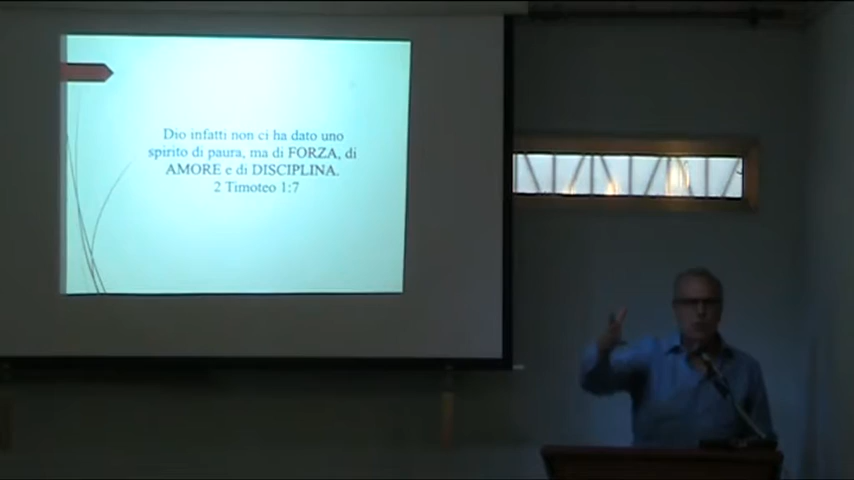 Dio infatti non ci ha dato uno
spirito di paura, ma di FORZA, di
AMORE e di DISCIPLINA.
2 Timoteo 1:7